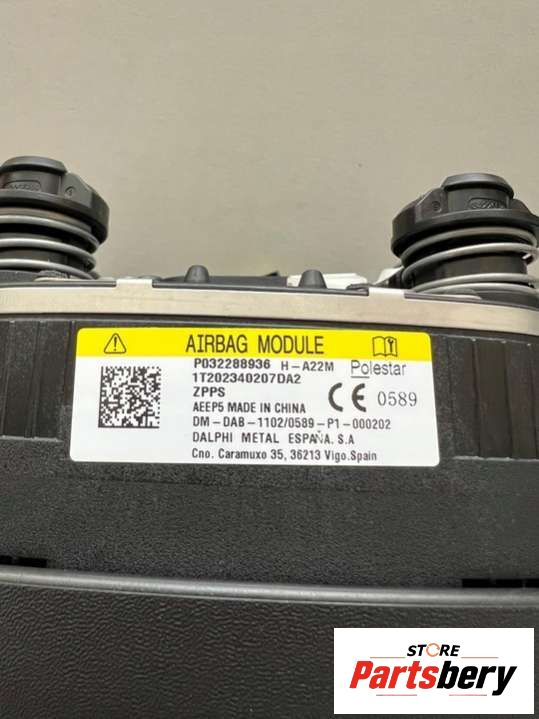 AIRBAG MODULE
P032288936 H-A22M Polestar
1T202340207DA2
ZPPS
CE 0589
AEEP5 MADE IN CHINA
DM-DAB-1102/0589-P1-000202
DALPHI METAL ESPAÑA. S.A
Cno. Caramuxo 35, 36213 Vigo.Spain
STORE
Partsbery